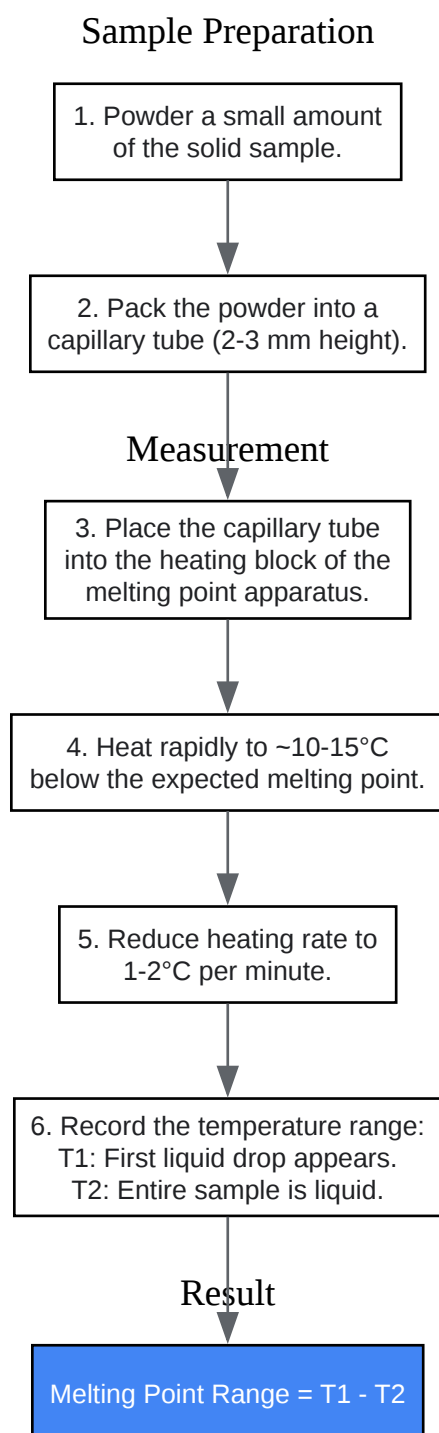 Sample Preparation
1. Powder a small amount
of the solid sample.
2. Pack the powder into a
capillary tube (2-3 mm height).
Measurement
3. Place the capillary tube
into the heating block of the
melting point apparatus.
4. Heat rapidly to ~10-15°C
below the expected melting point.
5. Reduce heating rate to
1-2°C per minute.
6. Record the temperature range:
T1: First liquid drop appears.
T2: Entire sample is liquid.
Result
Melting Point Range = T1 - T2